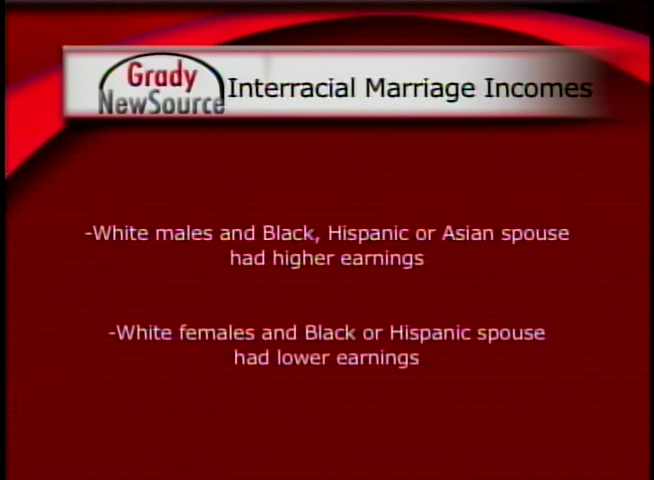 Grady
NewSource
Interracial Marriage Incomes
-White males and Black, Hispanic or Asian spouse
had higher earnings
-White females and Black or Hispanic spouse
had lower earnings